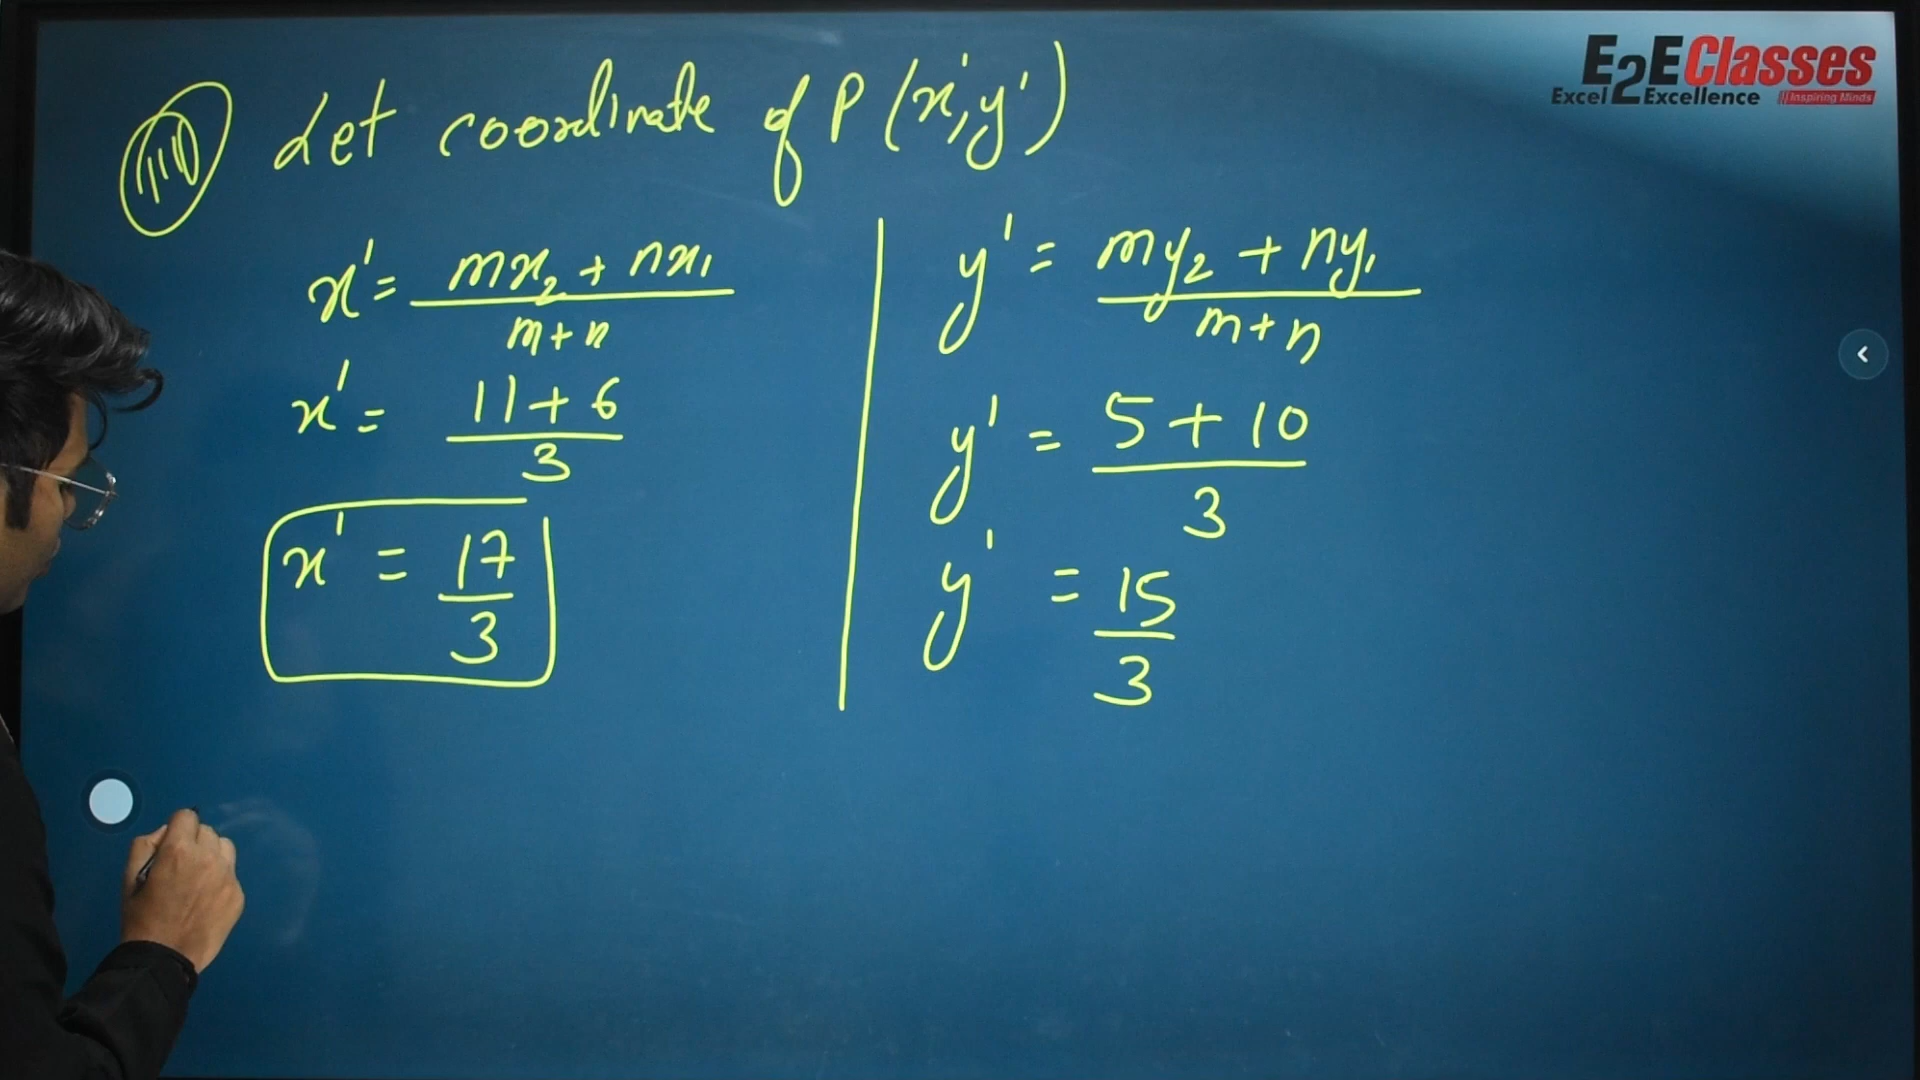 E2E Classes
Excel 2 Excellence Inspiring Minds
(iii) Let coordinate of P (x', y')
x' = mx₂ + nx₁ / m+n
x' = 11+6 / 3
x' = 17 / 3
y' = my₂ + ny₁ / m+n
y' = 5+10 / 3
y' = 15 / 3